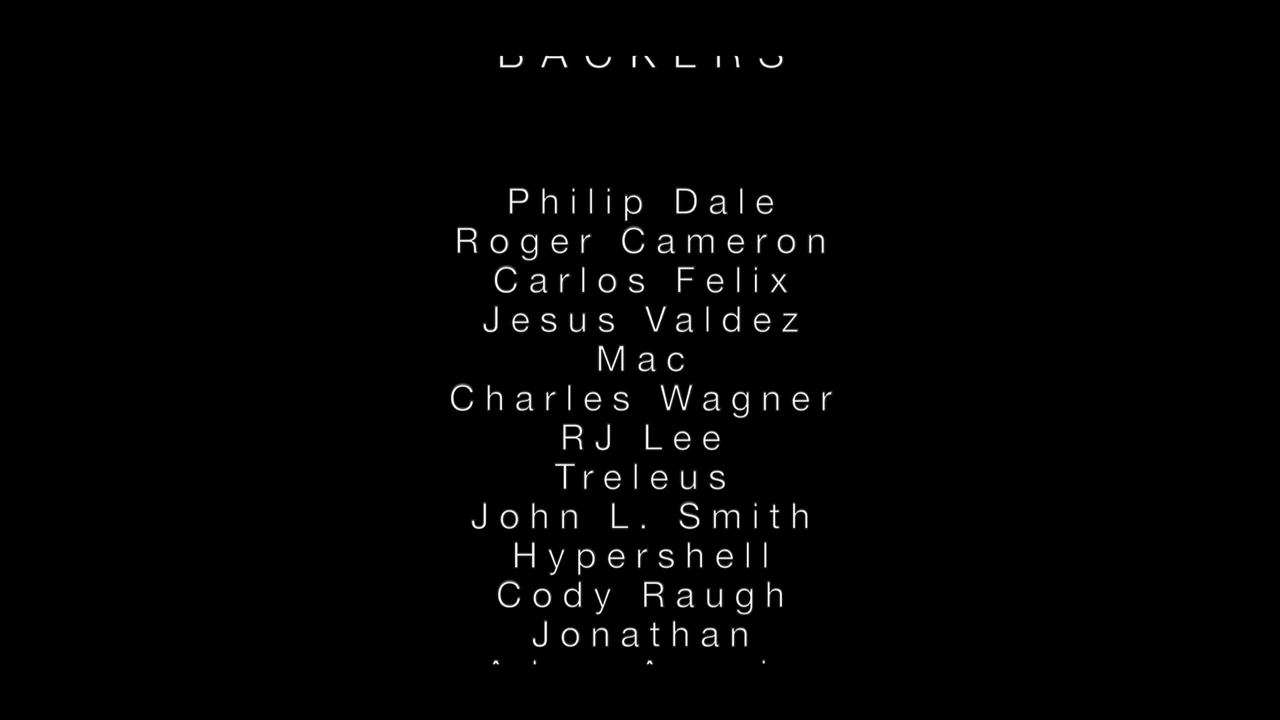 BACKERS
Philip Dale
Roger Cameron
Carlos Felix
Jesus Valdez
Mac
Charles Wagner
RJ Lee
Treleus
John L. Smith
Hypershell
Cody Raugh
Jonathan